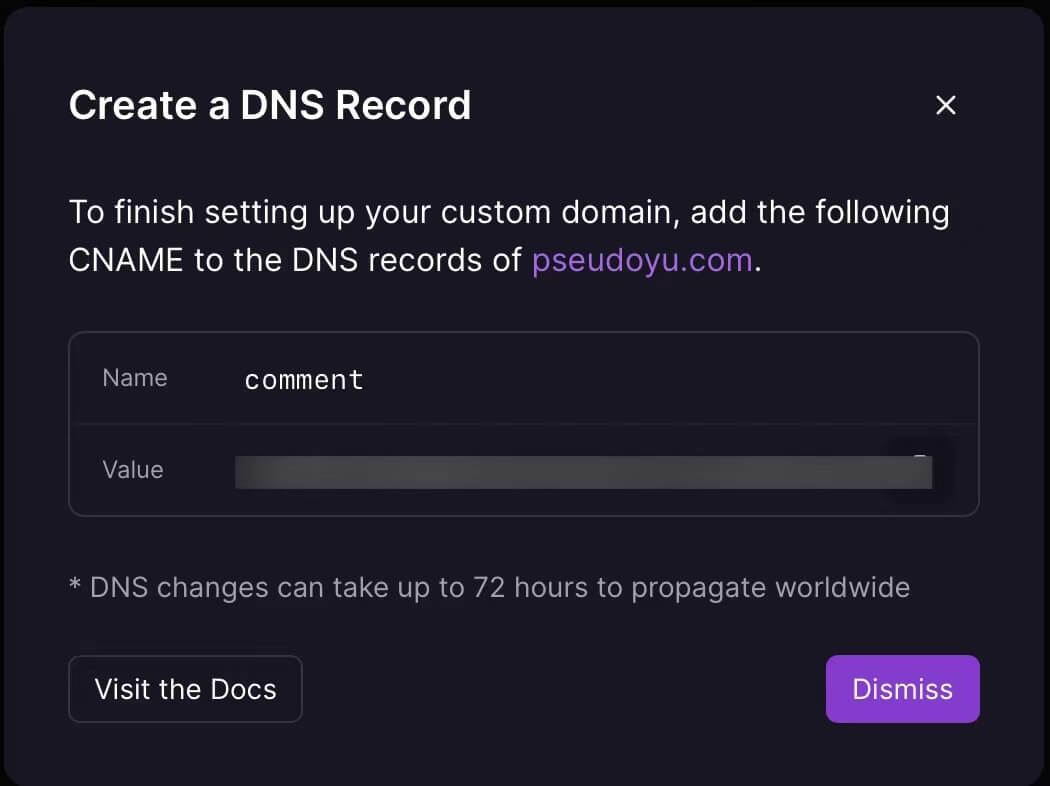 Create a DNS Record
To finish setting up your custom domain, add the following
CNAME to the DNS records of pseudoyu.com.
Name comment
Value
* DNS changes can take up to 72 hours to propagate worldwide
Visit the Docs Dismiss